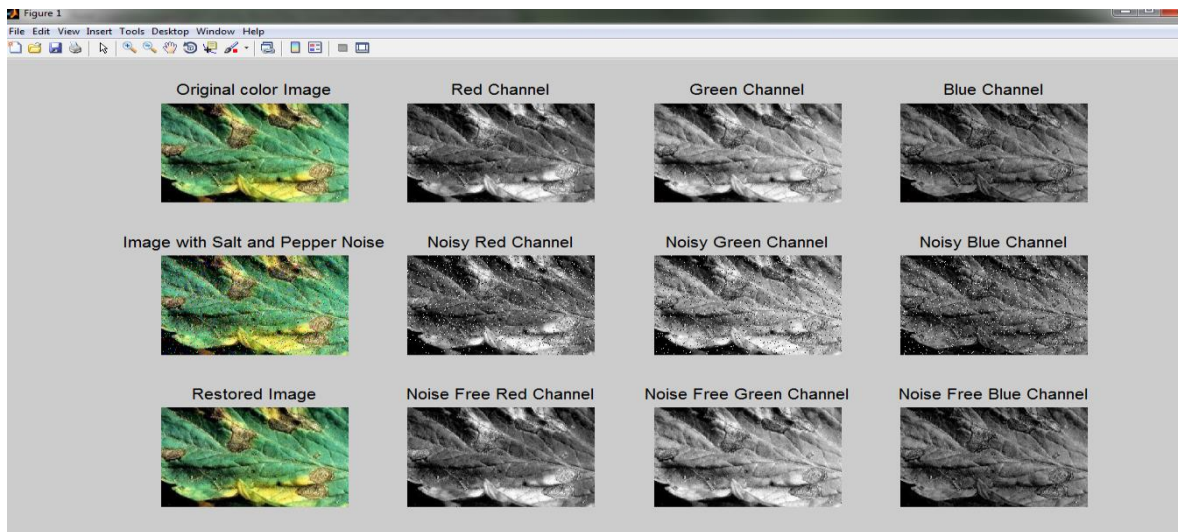 Figure 1
File Edit View Insert Tools Desktop Window Help
Original color Image Red Channel Green Channel Blue Channel
Image with Salt and Pepper Noise Noisy Red Channel Noisy Green Channel Noisy Blue Channel
Restored Image Noise Free Red Channel Noise Free Green Channel Noise Free Blue Channel